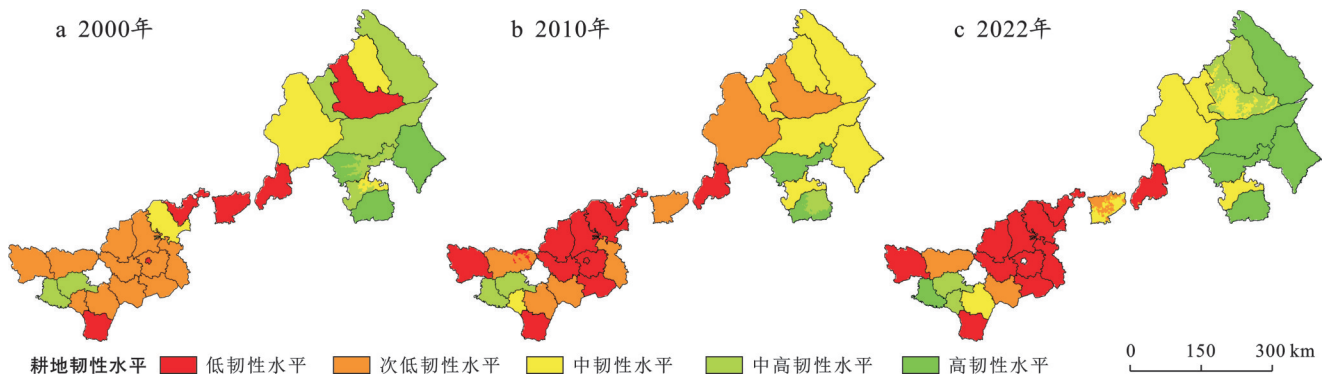 a 2000年
b 2010年
c 2022年
耕地韧性水平 低韧性水平 次低韧性水平 中韧性水平 中高韧性水平 高韧性水平
0 150 300 km